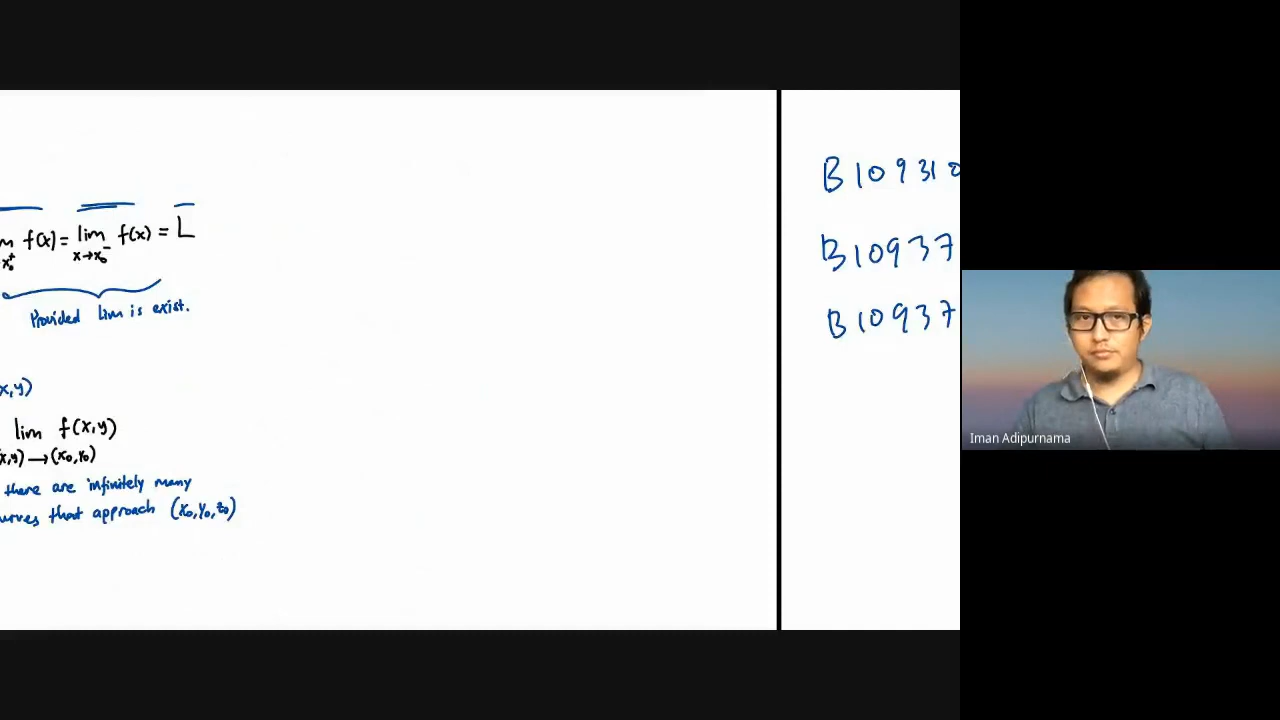 f(x) = lim f(x) = L
x→x₀⁻
Provided lim is exist.
x,y)
lim f(x,y)
x,y) → (x₀,y₀)
there are infinitely many
urves that approach (x₀,y₀,z₀)
B10931
B10937
B10937
Iman Adipurnama